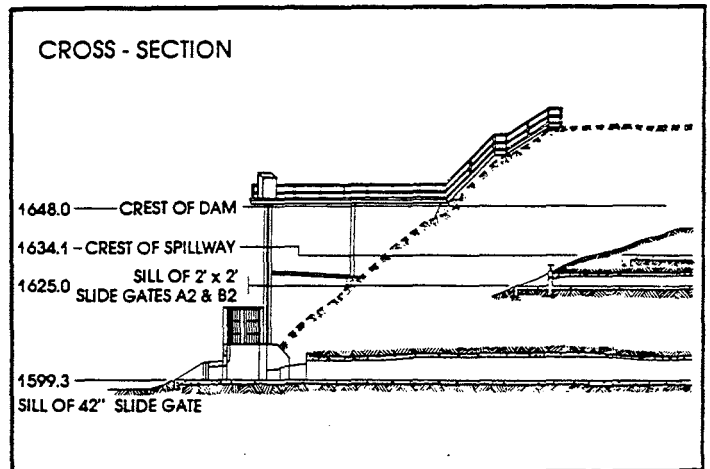 CROSS - SECTION
1648.0 CREST OF DAM
1634.1 - CREST OF SPILLWAY
1625.0 SILL OF 2' x 2'
SLIDE GATES A2 & B2
1599.3
SILL OF 42" SLIDE GATE